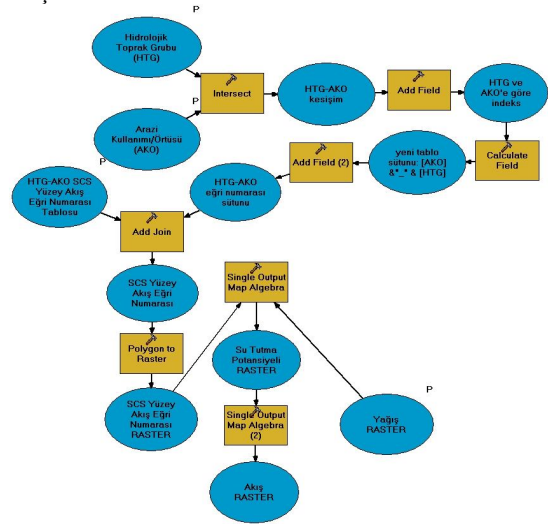 P
Hidrolojik
Toprak Grubu
(HTG)
P
Intersect
HTG-AKO
kesişim
Add Field
HTG ve
AKO'e göre
indeks
Arazi
Kullanımı/Örtüsü
(AKO)
P
HTG-AKO SCS
Yüzey Akış
Eğri Numarası
Tablosu
HTG-AKO
eğri numarası
sütunu
Add Field (2)
yeni tablo
sütunu: [AKO]
&"_" & [HTG]
Calculate
Field
Add Join
SCS Yüzey
Akış Eğri
Numarası
Single Output
Map Algebra
Polygon to
Raster
Su Tutma
Potansiyeli
RASTER
SCS Yüzey
Akış Eğri
Numarası
RASTER
Single Output
Map Algebra
(2)
P
Yağış
RASTER
Akış
RASTER